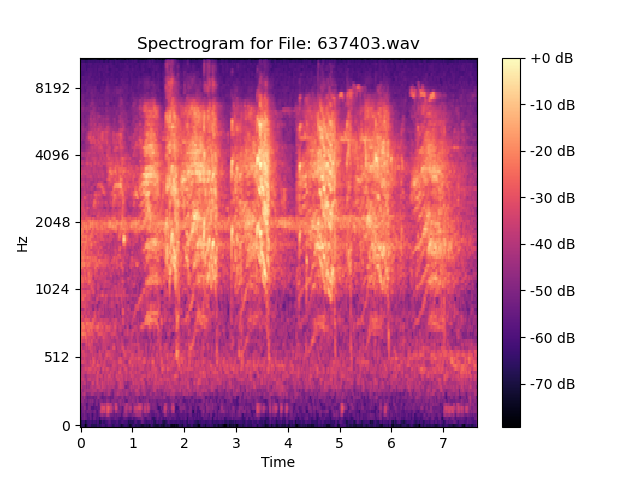 Spectrogram for File: 637403.wav
+0 dB
8192
-10 dB
4096
-20 dB
-30 dB
2048
Hz
-40 dB
1024
-50 dB
512
-60 dB
-70 dB
0
0 1 2 3 4 5 6 7
Time